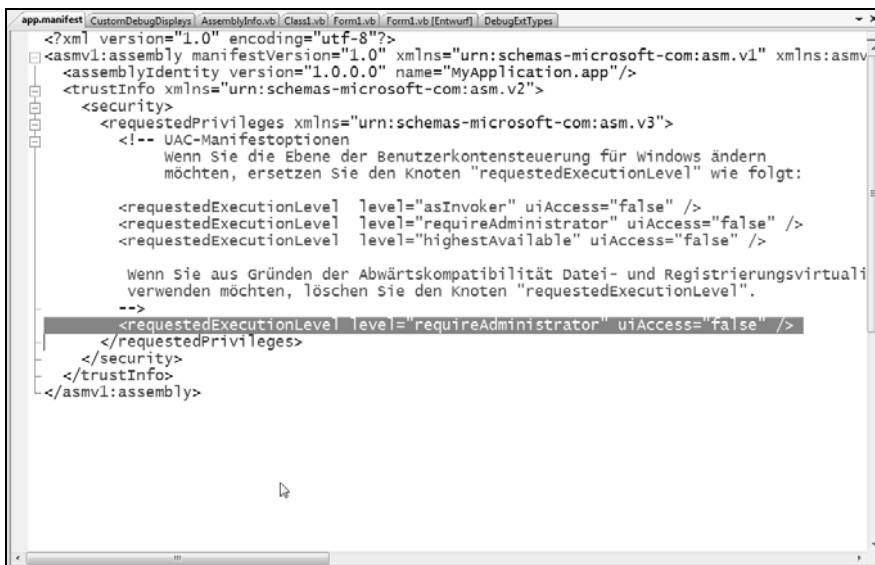 app.manifest CustomDebugDisplays AssemblyInfo.vb Class1.vb Form1.vb Form1.vb [Entwurf] DebugExtTypes
<?xml version="1.0" encoding="utf-8"?>
<asmv1:assembly manifestVersion="1.0" xmlns="urn:schemas-microsoft-com:asm.v1" xmlns:asmv
<assemblyIdentity version="1.0.0.0" name="MyApplication.app"/>
<trustInfo xmlns="urn:schemas-microsoft-com:asm.v2">
<security>
<requestedPrivileges xmlns="urn:schemas-microsoft-com:asm.v3">
<!-- UAC-Manifestoptionen
Wenn Sie die Ebene der Benutzerkontensteuerung für Windows ändern
möchten, ersetzen Sie den Knoten "requestedExecutionLevel" wie folgt:
<requestedExecutionLevel level="asInvoker" uiAccess="false" />
<requestedExecutionLevel level="requireAdministrator" uiAccess="false" />
<requestedExecutionLevel level="highestAvailable" uiAccess="false" />
Wenn Sie aus Gründen der Abwärtskompatibilität Datei- und Registrierungsvirtuali
verwenden möchten, löschen Sie den Knoten "requestedExecutionLevel".
-->
<requestedExecutionLevel level="requireAdministrator" uiAccess="false" />
</requestedPrivileges>
</security>
</trustInfo>
</asmv1:assembly>